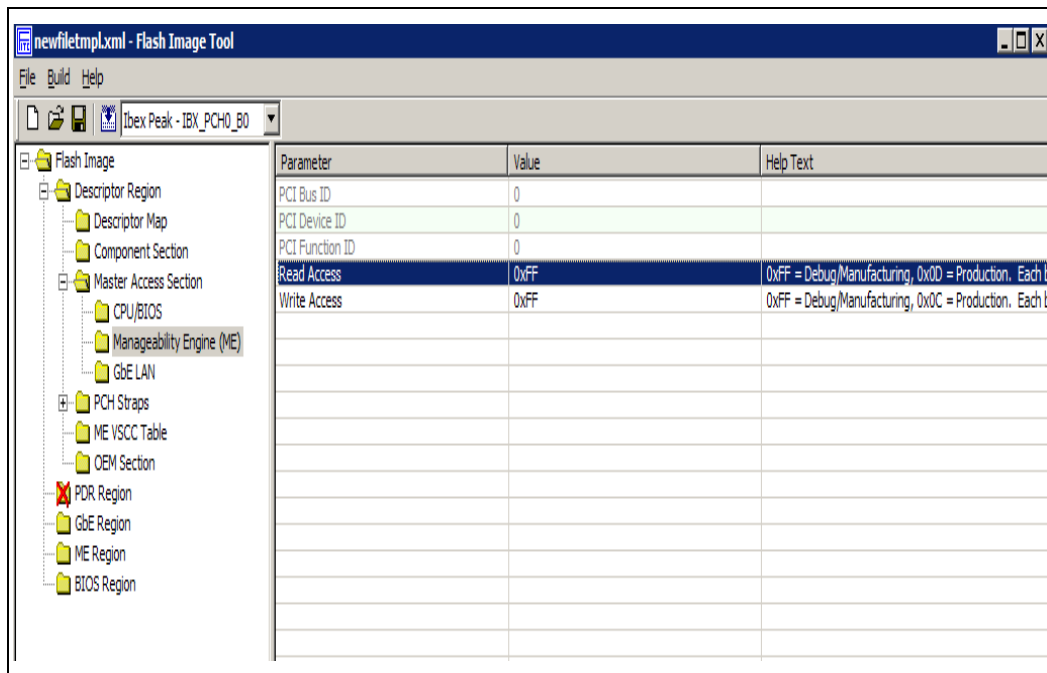 newfiletmpl.xml - Flash Image Tool
File Build Help
Ibex Peak - IBX_PCH0_B0
Flash Image
Descriptor Region
Descriptor Map
Component Section
Master Access Section
CPU/BIOS
Manageability Engine (ME)
GbE LAN
PCH Straps
ME VSCC Table
OEM Section
PDR Region
GbE Region
ME Region
BIOS Region
Parameter Value Help Text
PCI Bus ID 0
PCI Device ID 0
PCI Function ID 0
Read Access 0xFF 0xFF = Debug/Manufacturing, 0x0D = Production. Each
Write Access 0xFF 0xFF = Debug/Manufacturing, 0x0C = Production. Each